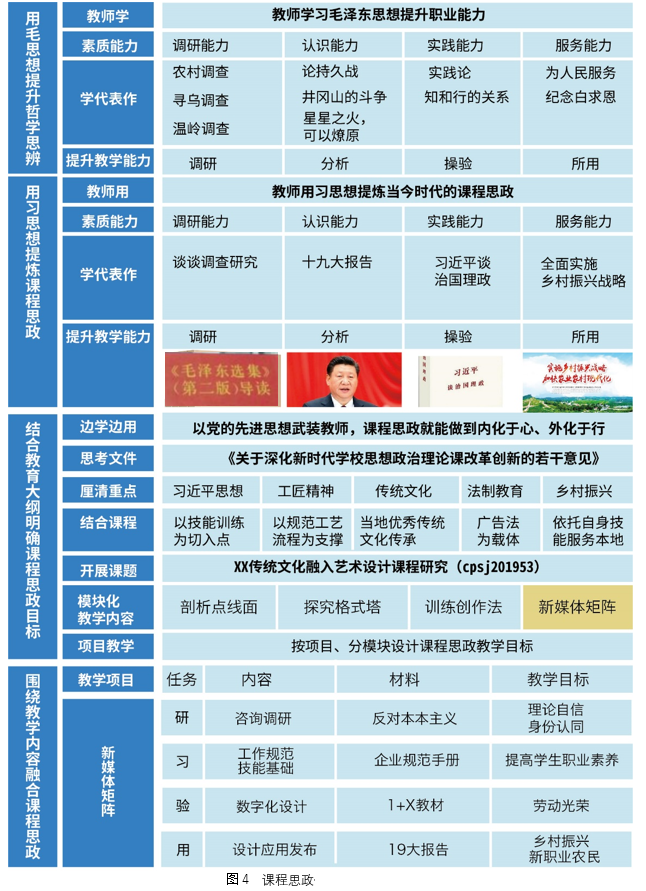 用毛思想提升哲学思辨
教师学
教师学习毛泽东思想提升职业能力
素质能力
调研能力
认识能力
实践能力
服务能力
学代表作
农村调查
寻乌调查
温岭调查
论持久战
井冈山的斗争
星星之火，
可以燎原
实践论
知和行的关系
为人民服务
纪念白求恩
提升教学能力
调研
分析
操验
所用
用习思想提炼课程思政
教师用
教师用习思想提炼当今时代的课程思政
素质能力
调研能力
认识能力
实践能力
服务能力
学代表作
谈谈调查研究
十九大报告
习近平谈
治国理政
全面实施
乡村振兴战略
提升教学能力
调研
分析
操验
所用
《毛泽东选集》
（第二版）导读
习近平
谈治国理政
实施乡村振兴战略
加快农业农村现代化
结合教育大纲明确课程思政目标
边学边用
以党的先进思想武装教师，课程思政就能做到内化于心、外化于行
思考文件
《关于深化新时代学校思想政治理论课改革创新的若干意见》
厘清重点
习近平思想
工匠精神
传统文化
法制教育
乡村振兴
结合课程
以技能训练
为切入点
以规范工艺
流程为支撑
当地优秀传统
文化传承
广告法
为载体
依托自身技
能服务本地
开展课题
XX传统文化融入艺术设计课程研究（cpsj201953）
模块化
教学内容
剖析点线面
探究格式塔
训练创作法
新媒体矩阵
项目教学
按项目、分模块设计课程思政教学目标
围绕教学内容融合课程思政
教学项目
任务
内容
材料
教学目标
新媒体矩阵
研
咨询调研
反对本本主义
理论自信
身份认同
习
工作规范
技能基础
企业规范手册
提高学生职业素养
验
数字化设计
1+X教材
劳动光荣
用
设计应用发布
19大报告
乡村振兴
新职业农民
图 4 课程思政